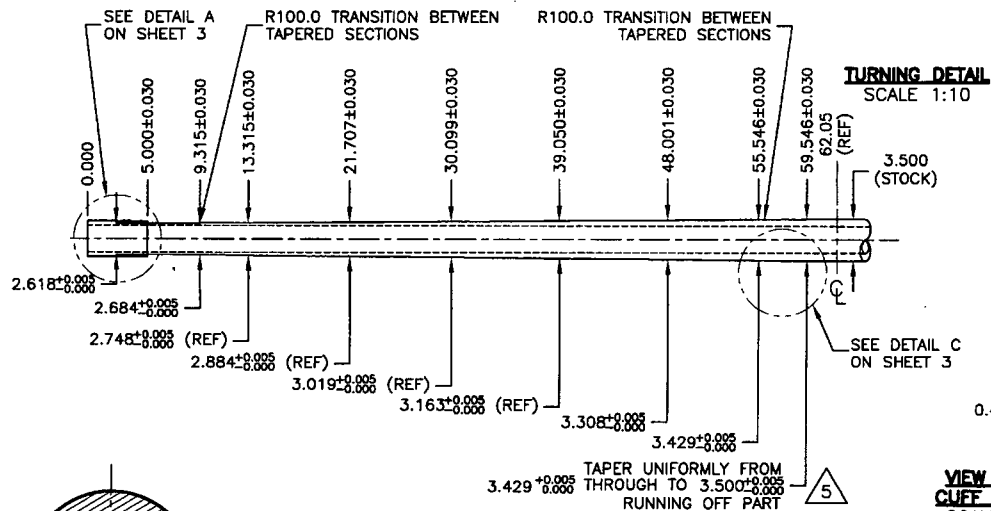 SEE DETAIL A
ON SHEET 3
R100.0 TRANSITION BETWEEN
TAPERED SECTIONS
R100.0 TRANSITION BETWEEN
TAPERED SECTIONS
TURNING DETAIL
SCALE 1:10
0.000
5.000±0.030
9.315±0.030
13.315±0.030
21.707±0.030
30.099±0.030
39.050±0.030
48.001±0.030
55.546±0.030
59.546±0.030
62.05
(REF)
3.500
(STOCK)
2.618+0.005
-0.000
2.684+0.005
-0.000
2.748+0.005
-0.000 (REF)
2.884+0.005
-0.000 (REF)
3.019+0.005
-0.000 (REF)
3.163+0.005
-0.000 (REF)
3.308+0.005
-0.000
3.429+0.005
-0.000
℄
SEE DETAIL C
ON SHEET 3
TAPER UNIFORMLY FROM
3.429 +0.005
-0.000 THROUGH TO 3.500+0.005
-0.000
RUNNING OFF PART
5
VIEW
CUFF